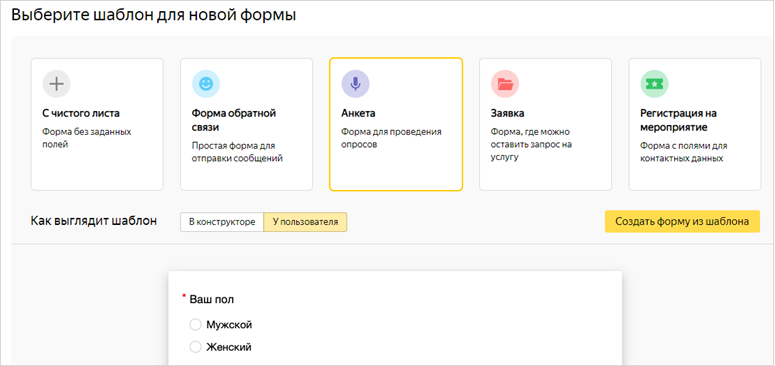 Выберите шаблон для новой формы
С чистого листа
Форма без заданных
полей
Форма обратной
связи
Простая форма для
отправки сообщений
Анкета
Форма для проведения
опросов
Заявка
Форма, где можно
оставить запрос на
услугу
Регистрация на
мероприятие
Форма с полями для
контактных данных
Как выглядит шаблон
В конструкторе
У пользователя
Создать форму из шаблона
* Ваш пол
Мужской
Женский